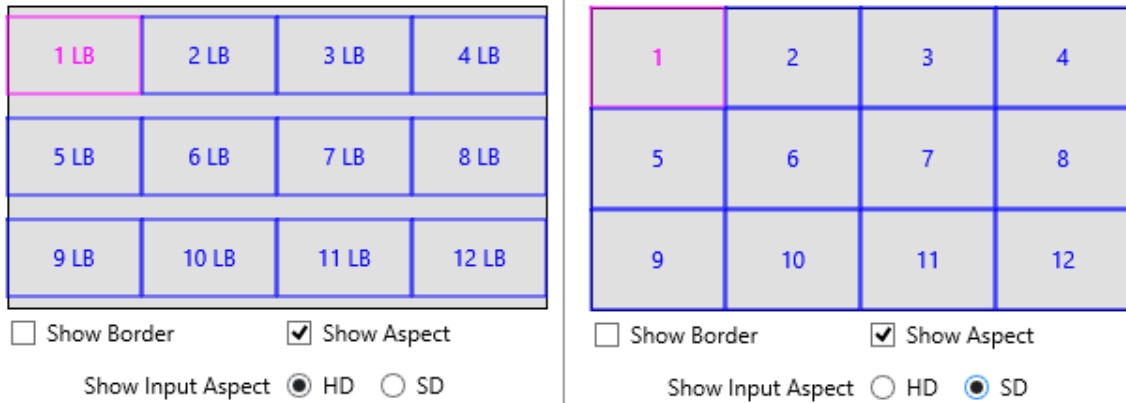 1 LB 2 LB 3 LB 4 LB
5 LB 6 LB 7 LB 8 LB
9 LB 10 LB 11 LB 12 LB
Show Border Show Aspect
Show Input Aspect HD SD
1 2 3 4
5 6 7 8
9 10 11 12
Show Border Show Aspect
Show Input Aspect HD SD